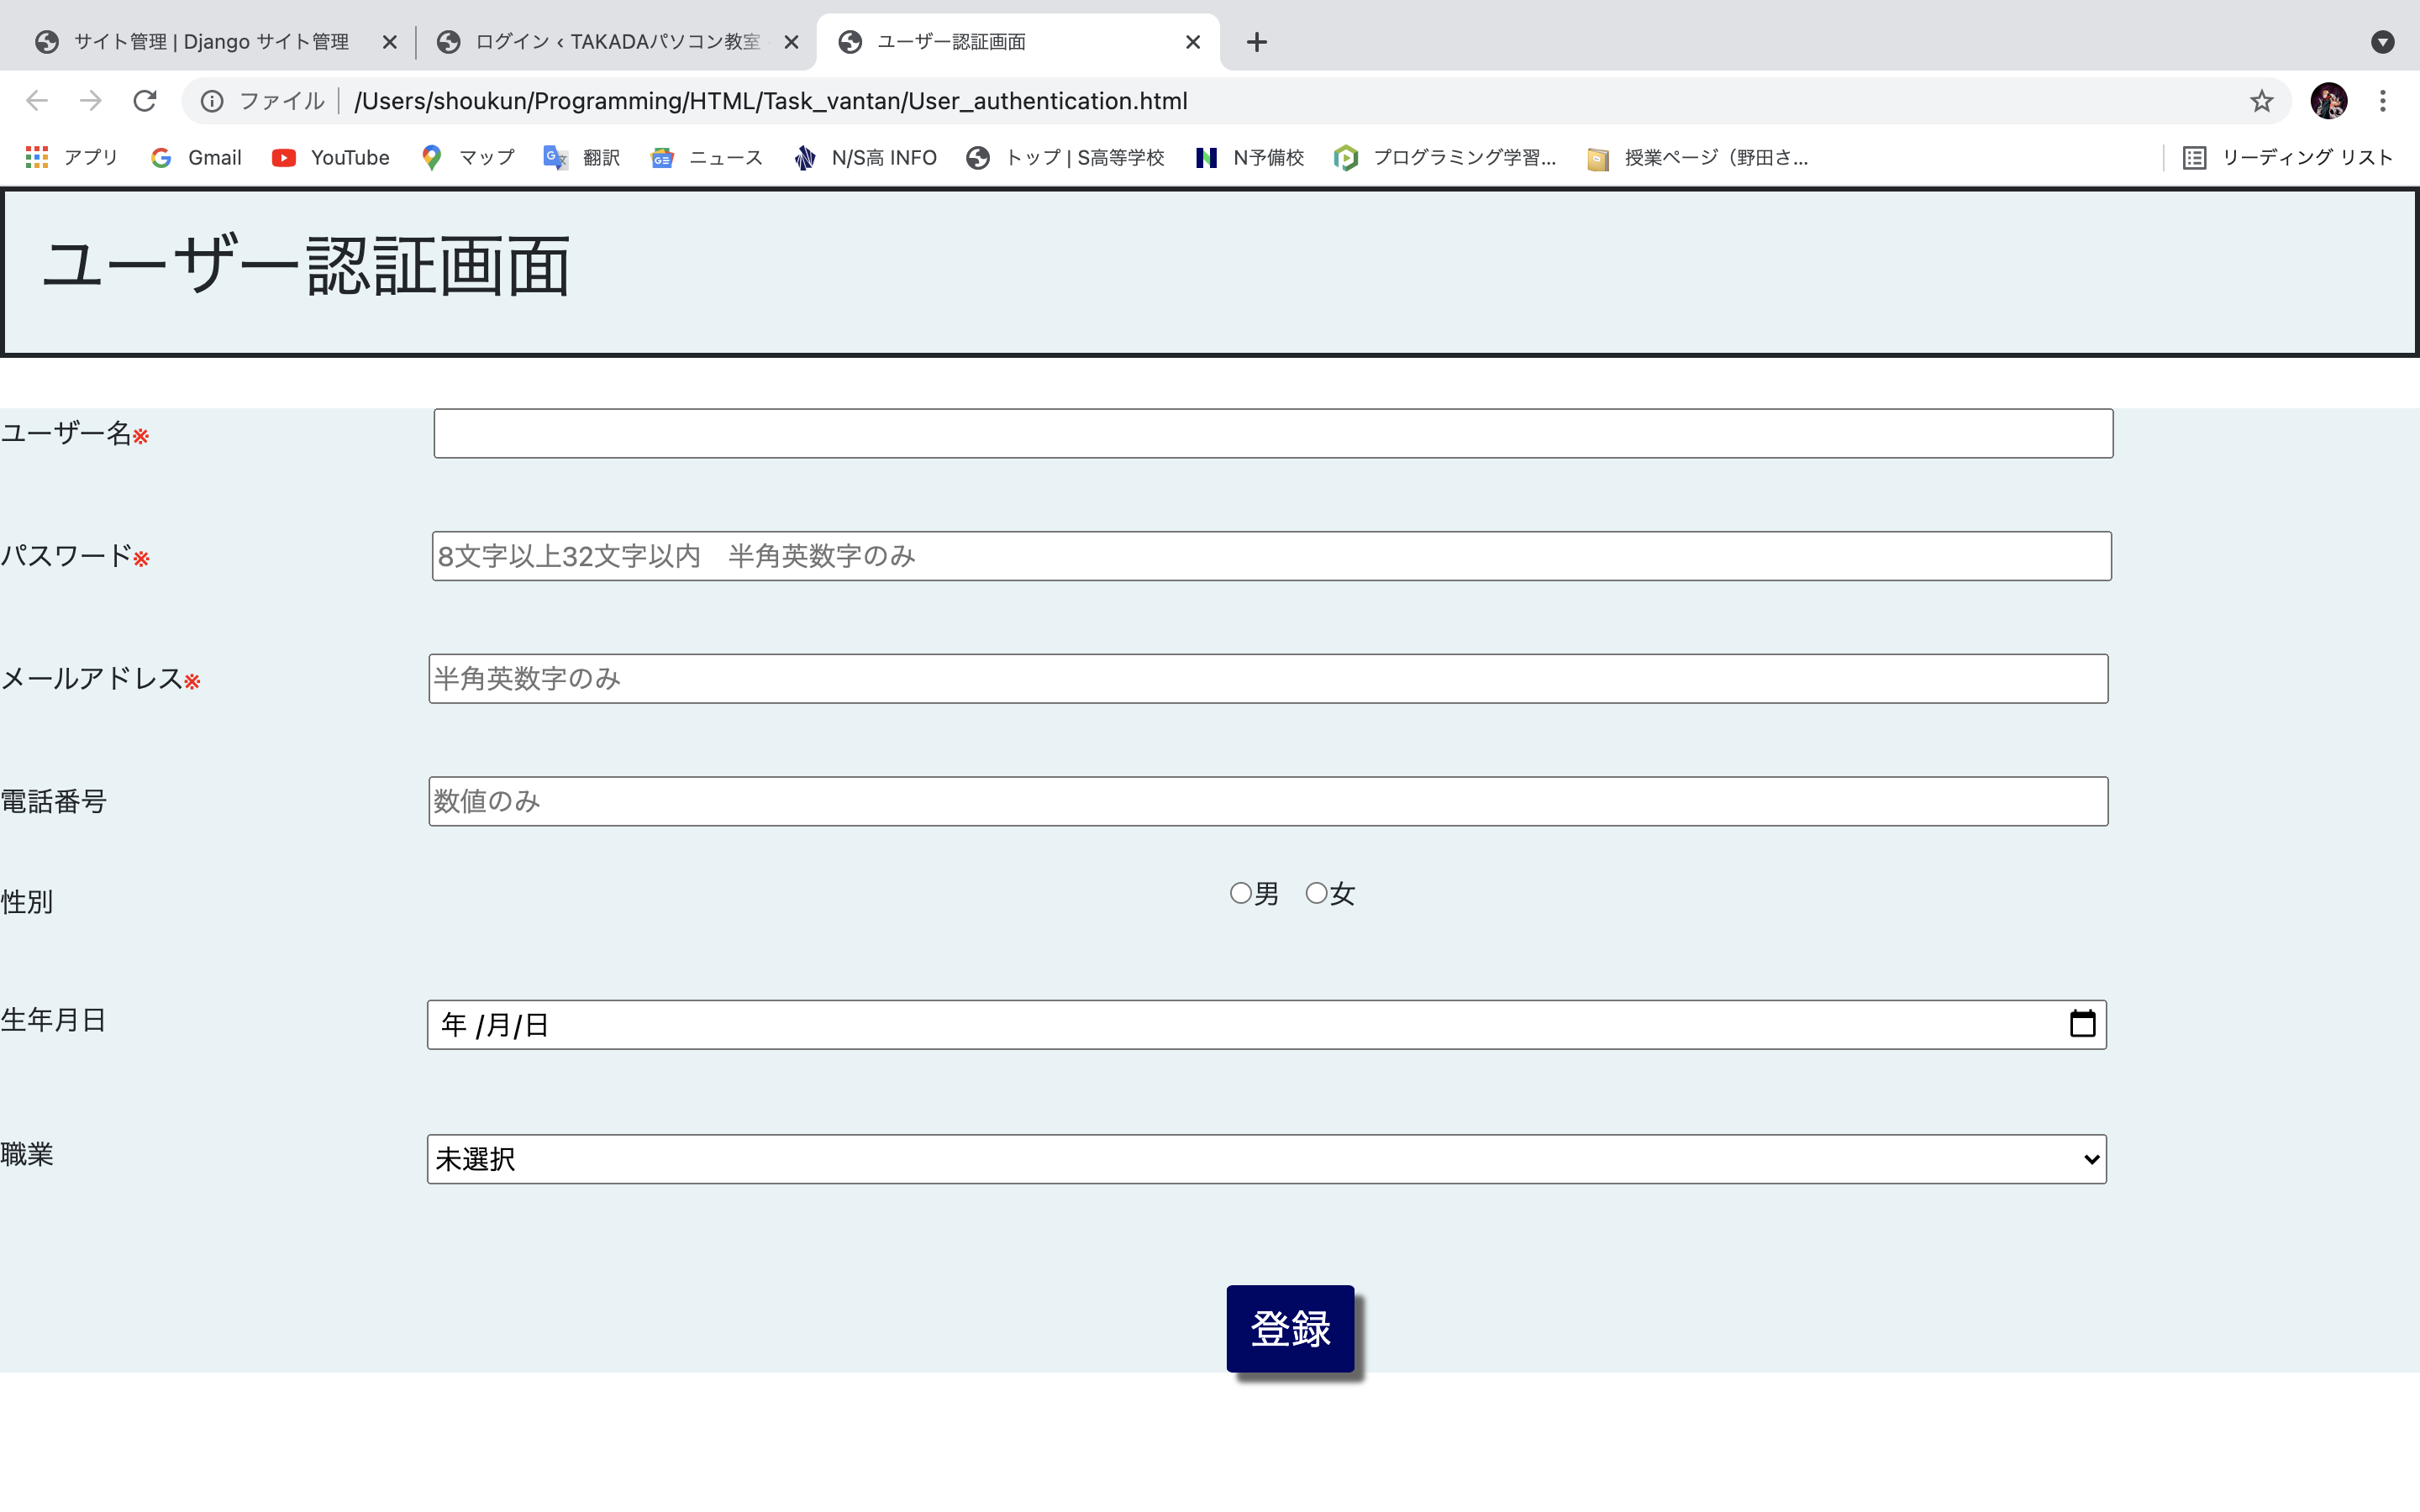 サイト管理 | Django サイト管理
ログイン ‹ TAKADAパソコン教室
ユーザー認証画面
ファイル /Users/shoukun/Programming/HTML/Task_vantan/User_authentication.html
アプリ Gmail YouTube マップ 翻訳 ニュース N/S高 INFO トップ | S高等学校 N予備校 プログラミング学習... 授業ページ（野田さ... リーディング リスト
ユーザー認証画面
ユーザー名※
パスワード※ 8文字以上32文字以内　半角英数字のみ
メールアドレス※ 半角英数字のみ
電話番号 数値のみ
性別 男 女
生年月日 年 /月/日
職業 未選択
登録